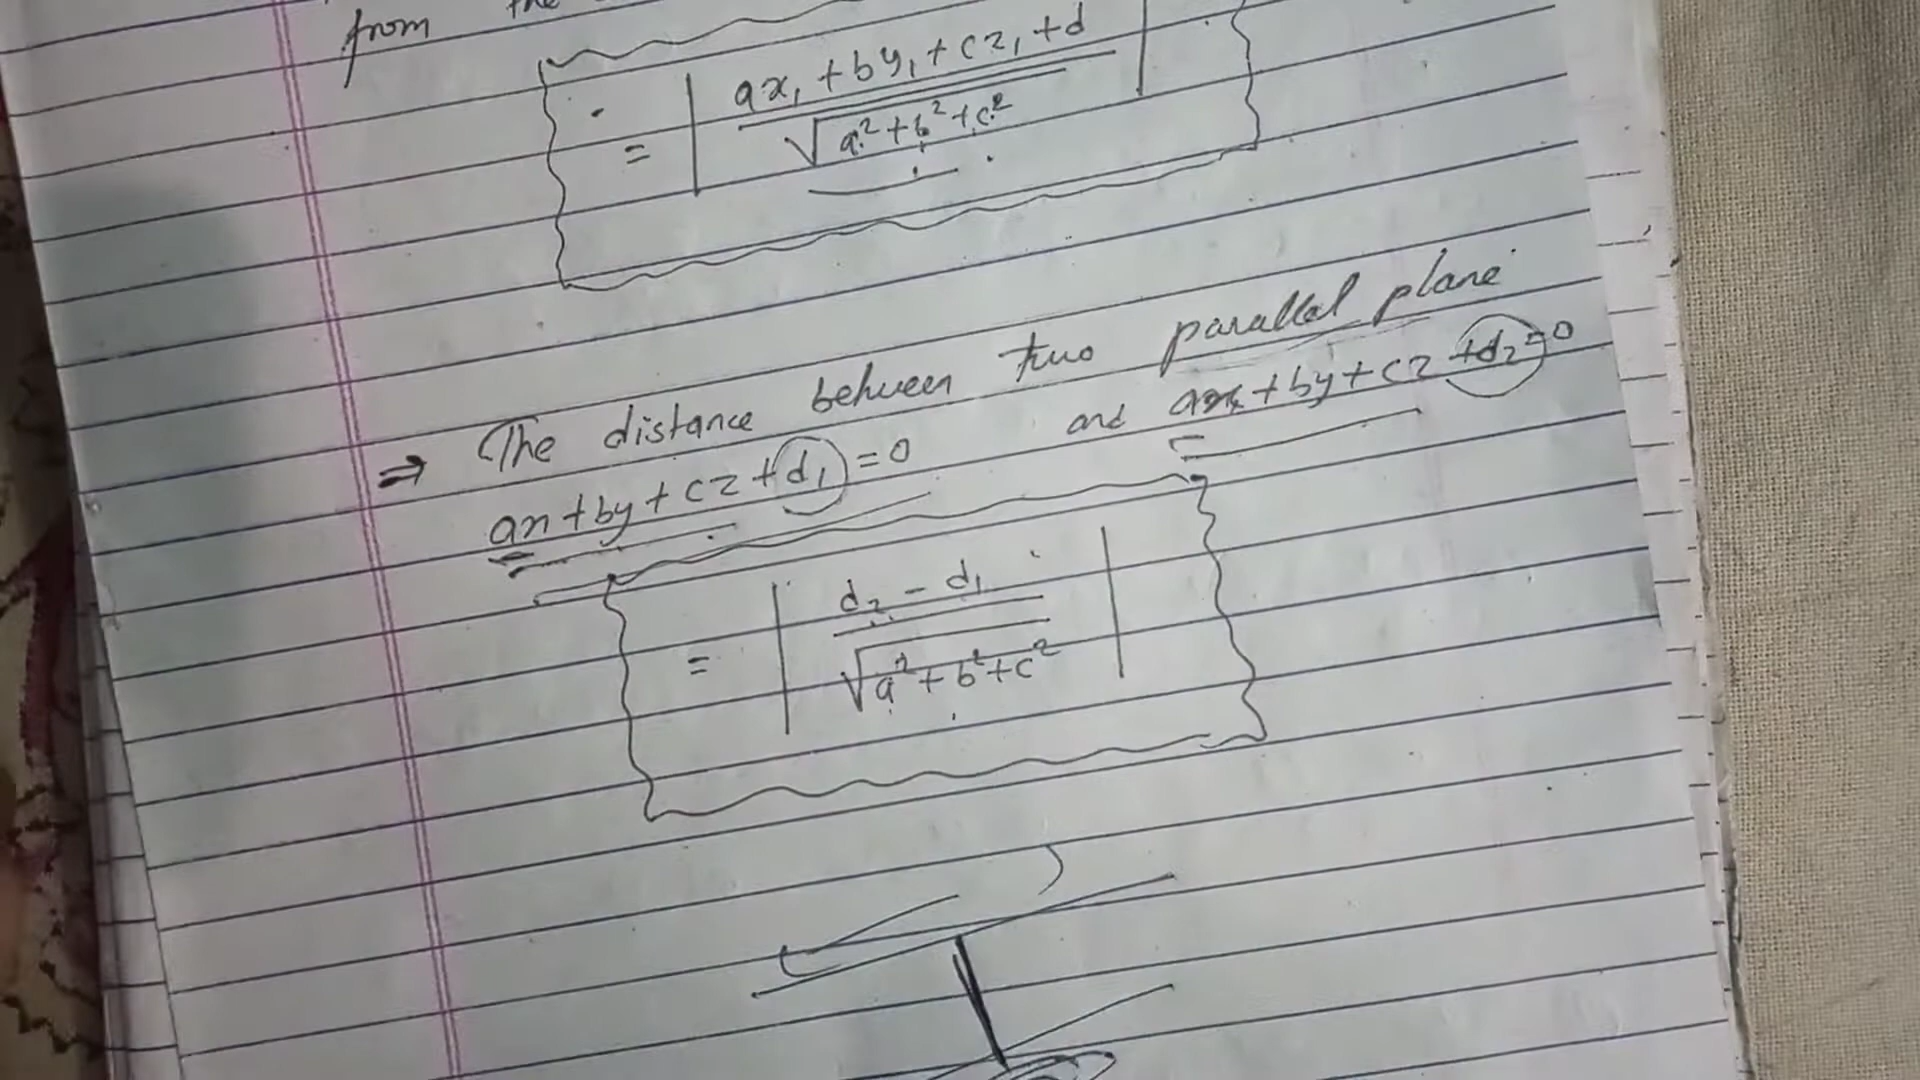 from the
= | ax₁ + by₁ + cz₁ + d / √a² + b² + c² |
⇒ The distance between two parallel plane
ax + by + cz + d₁ = 0 and ax + by + cz + d₂ = 0
= | d₂ - d₁ / √a² + b² + c² |